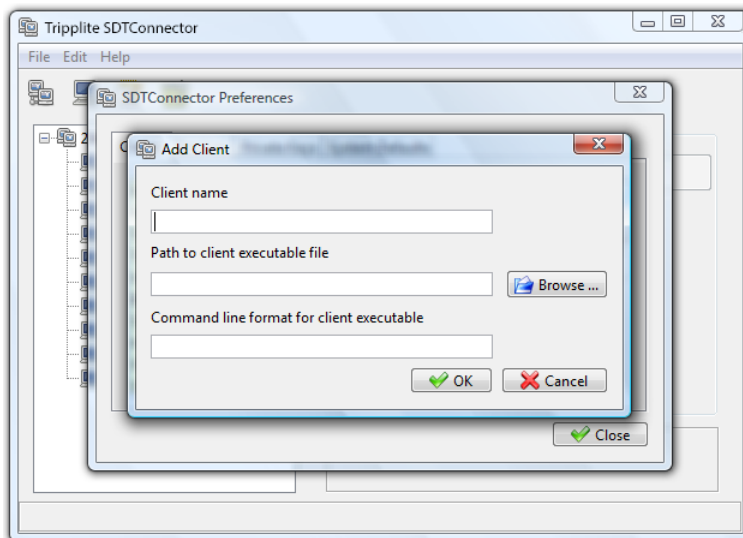 Tripplite SDTConnector
File Edit Help
SDTConnector Preferences
Add Client
Client name
Path to client executable file
Browse ...
Command line format for client executable
OK
Cancel
Close